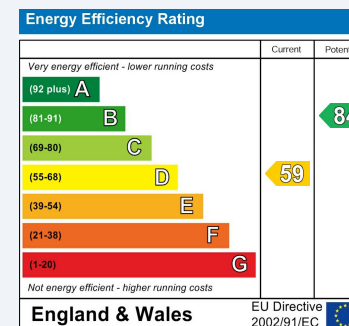 Energy Efficiency Rating
Current
Very energy efficient - lower running costs
(92 plus) A
(81-91) B
(69-80) C
(55-68) D
59
(39-54) E
(21-38) F
(1-20) G
Not energy efficient - higher running costs
England & Wales
EU Directive
2002/91/EC